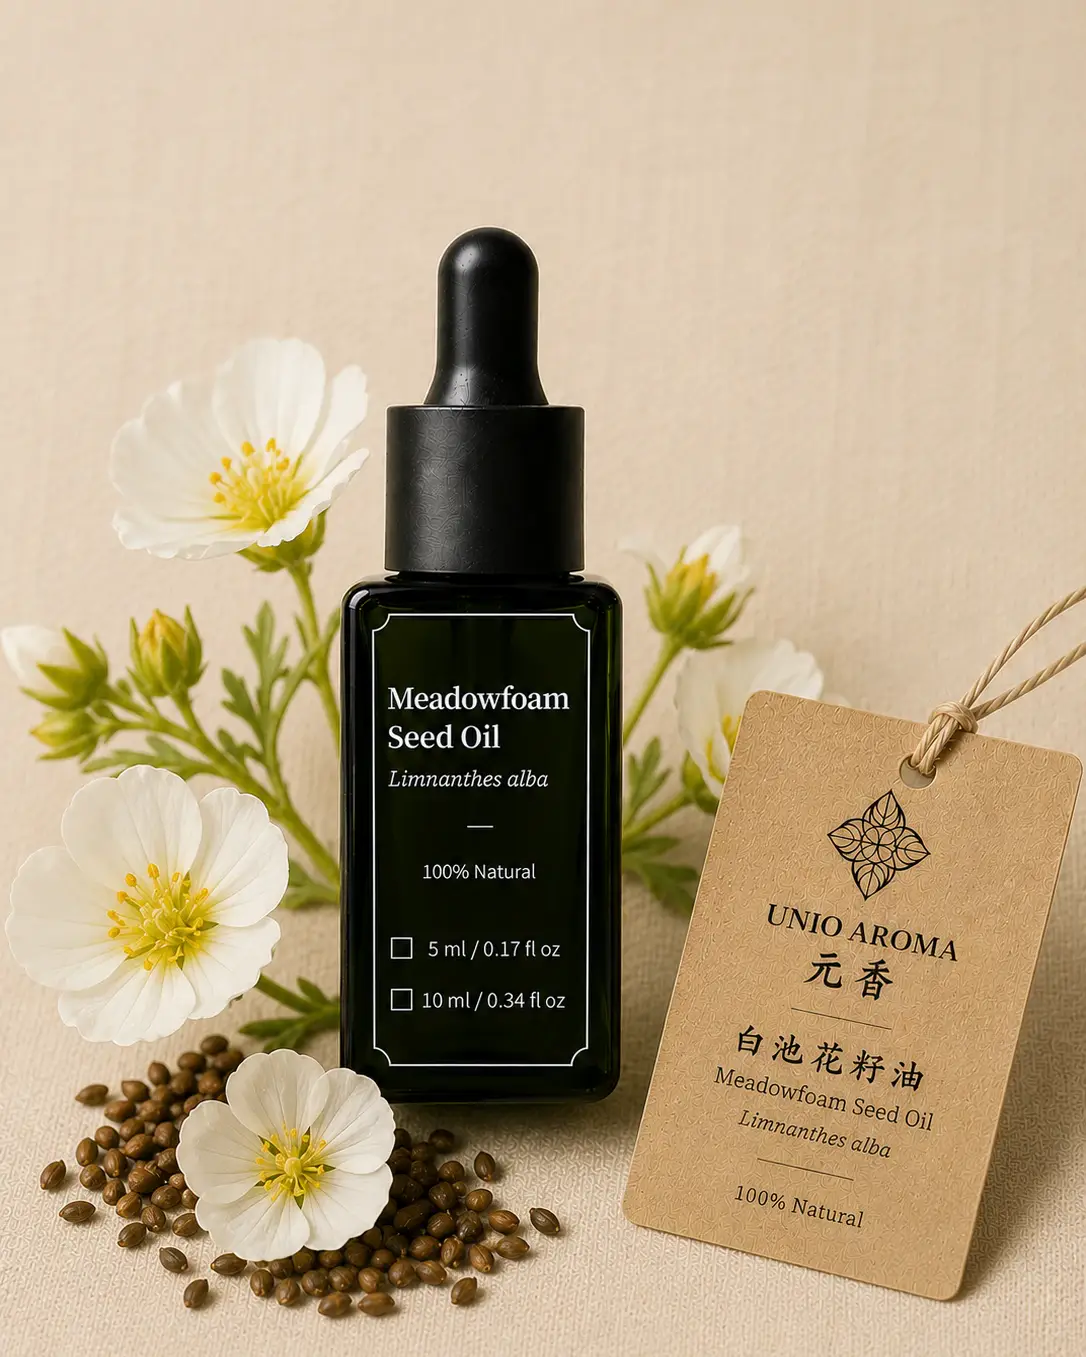 Meadowfoam
Seed Oil
Limnanthes alba
100% Natural
5 ml / 0.17 fl oz
10 ml / 0.34 fl oz
UNIO AROMA
元香
白池花籽油
Meadowfoam Seed Oil
Limnanthes alba
100% Natural